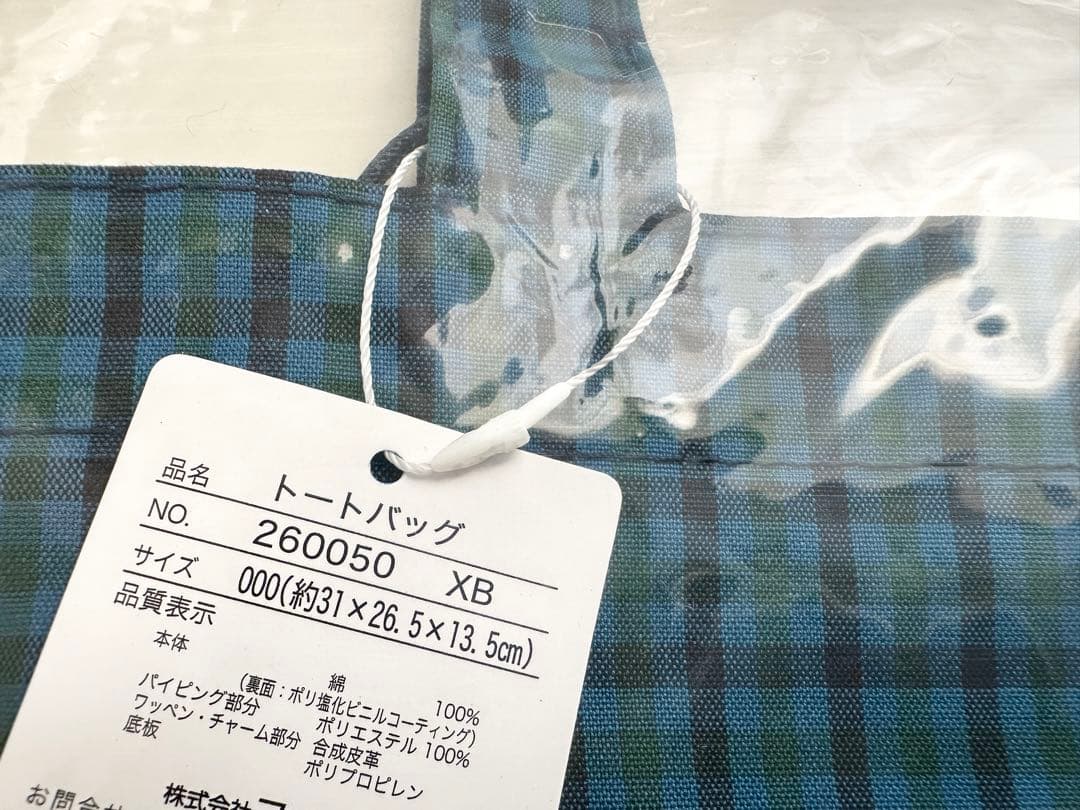 品名 トートバッグ
NO. 260050 XB
サイズ 000(約31×26.5×13.5cm)
品質表示
本体 綿 100%
(裏面：ポリ塩化ビニルコーティング)
パイピング部分 ポリエステル 100%
ワッペン・チャーム部分 合成皮革
底板 ポリプロピレン
株式会社
お問合せ